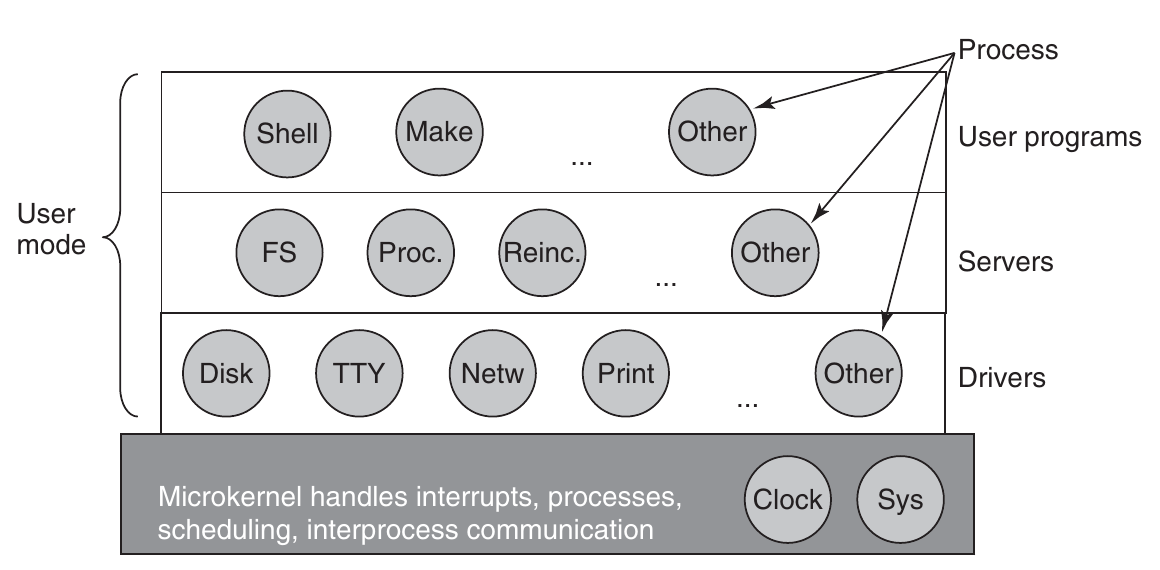 Process
Shell Make ... Other
User programs
User
mode
FS Proc. Reinc. ... Other
Servers
Disk TTY Netw Print ... Other
Drivers
Microkernel handles interrupts, processes,
scheduling, interprocess communication
Clock Sys